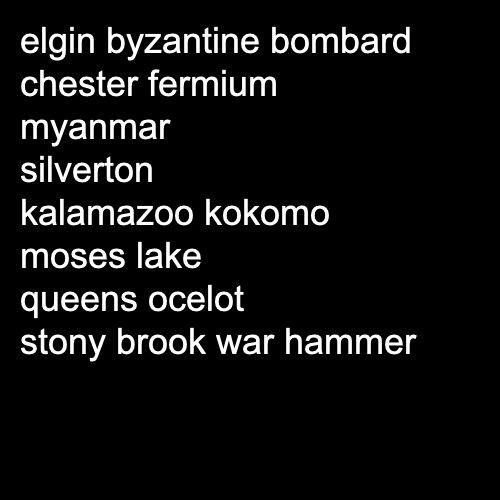 elgin byzantine bombard
chester fermium
myanmar
silverton
kalamazoo kokomo
moses lake
queens ocelot
stony brook war hammer